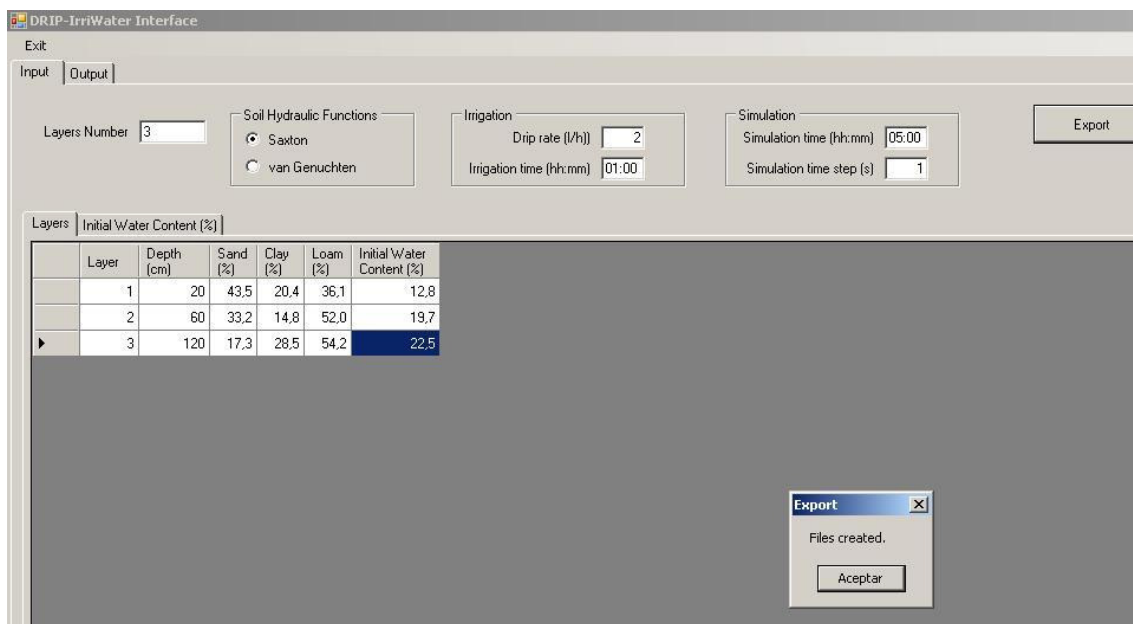 DRIP-IrriWater Interface
Exit
Input Output
Layers Number 3
Soil Hydraulic Functions
Saxton
van Genuchten
Irrigation
Drip rate (l/h)) 2
Irrigation time (hh:mm) 01:00
Simulation
Simulation time (hh:mm) 05:00
Simulation time step (s) 1
Export
Layers Initial Water Content (%)
Layer Depth (cm) Sand (%) Clay (%) Loam (%) Initial Water Content (%)
1 20 43,5 20,4 36,1 12,8
2 60 33,2 14,8 52,0 19,7
3 120 17,3 28,5 54,2 22,5
Export
Files created.
Aceptar